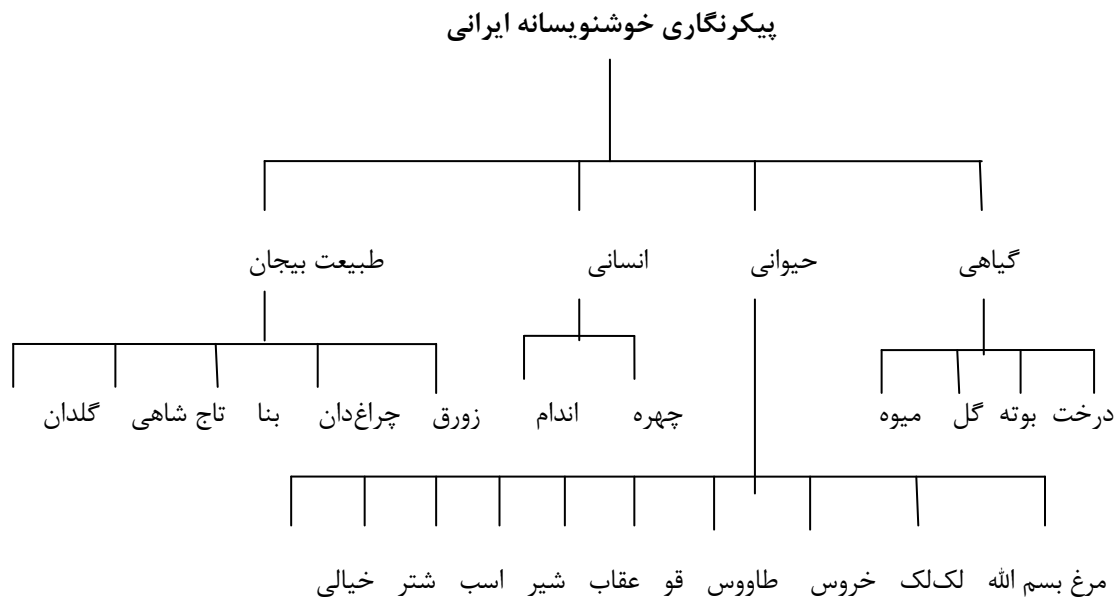 پیکرنگاری خوشنویسانه ایرانی
گیاهی حیوانی انسانی طبیعت بیجان
درخت بوته گل میوه چهره اندام زورق چراغ‌دان بنا تاج شاهی گلدان
مرغ بسم الله لک‌لک خروس طاووس قو عقاب شیر اسب شتر خیالی